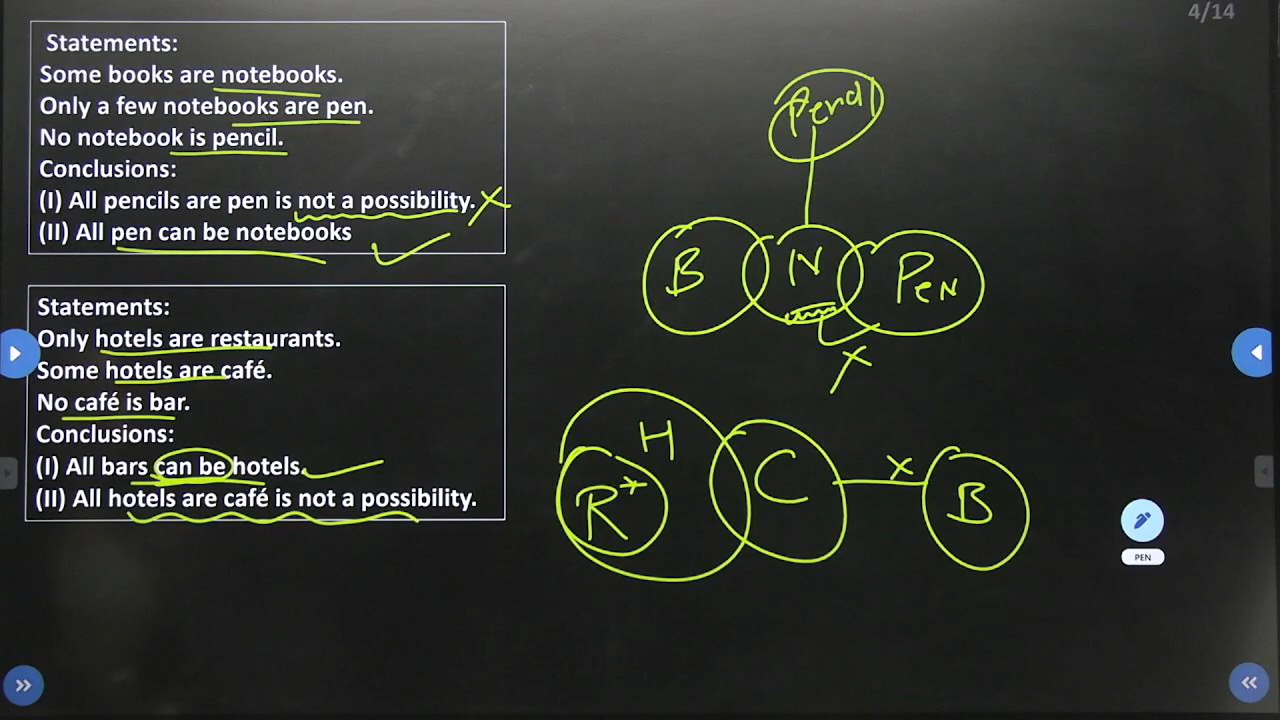 4/14
Statements:
Some books are notebooks.
Only a few notebooks are pen.
No notebook is pencil.
Conclusions:
(I) All pencils are pen is not a possibility.
(II) All pen can be notebooks
Statements:
Only hotels are restaurants.
Some hotels are café.
No café is bar.
Conclusions:
(I) All bars can be hotels.
(II) All hotels are café is not a possibility.
B
N
Pen
H
R*
C
B
PEN